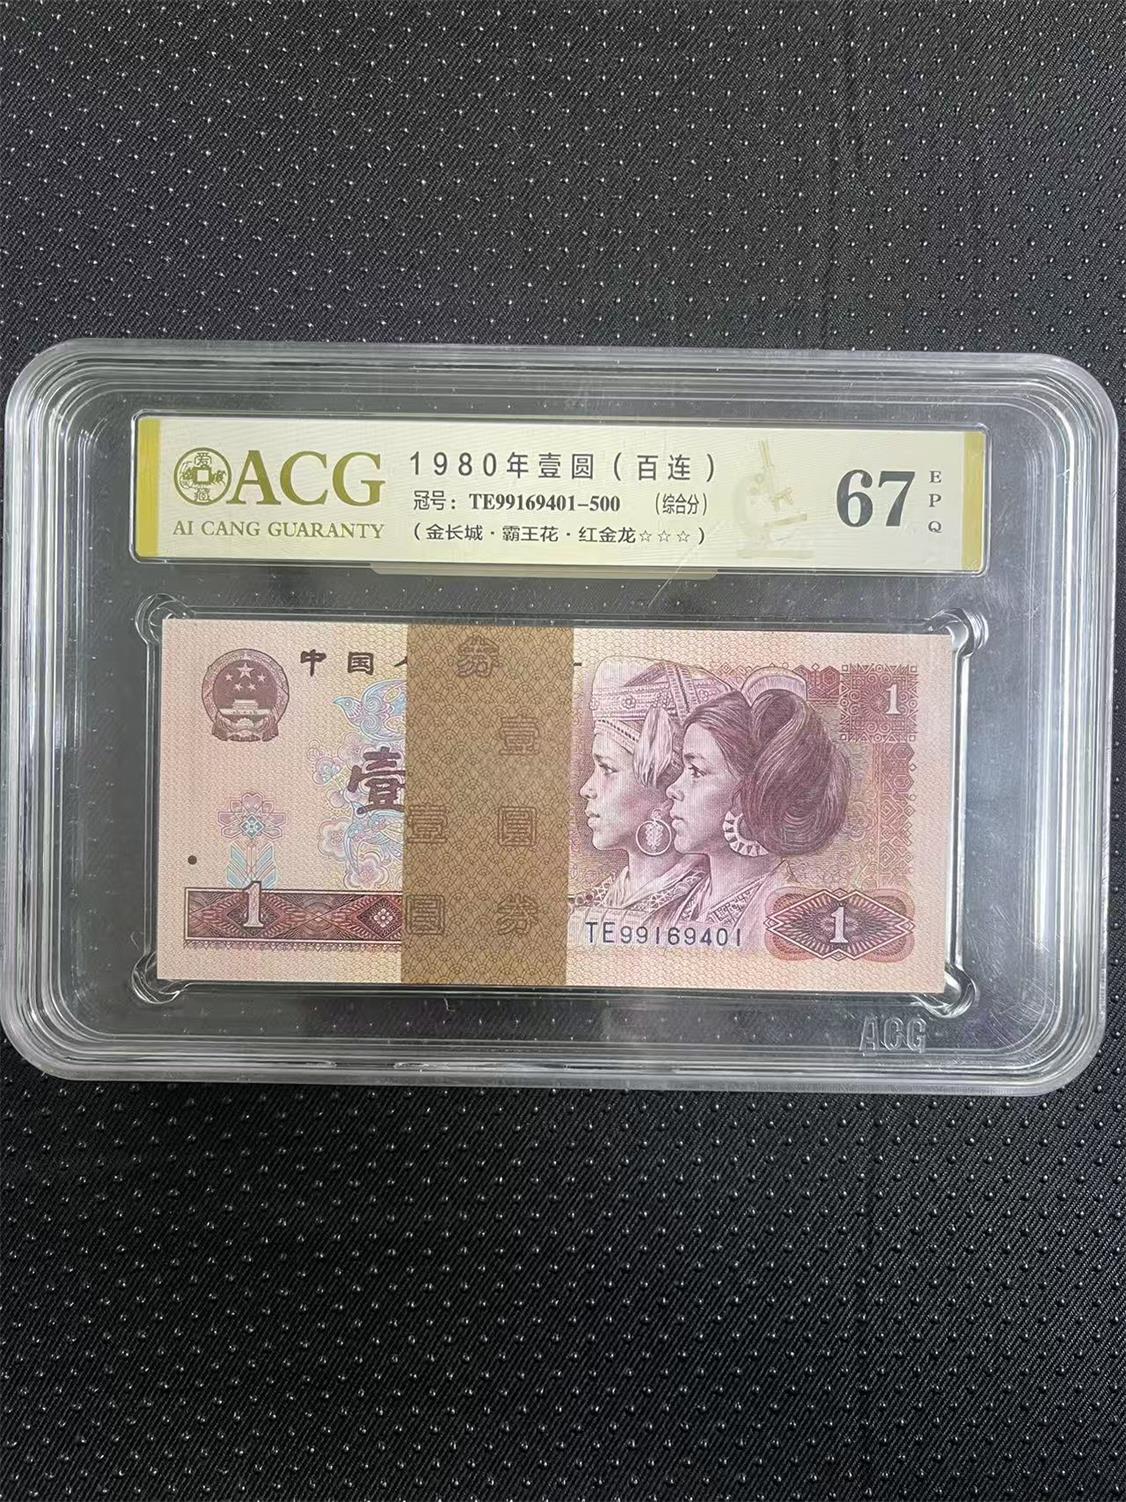 ACG
AI CANG GUARANTY
1980年壹圆（百连）
冠号：TE99169401-500 （综合分）
（金长城·霸王花·红金龙☆☆☆）
67
EPQ
中国人
券
1
壹
壹
壹圆
圆券
1
TE99169401
1
ACG